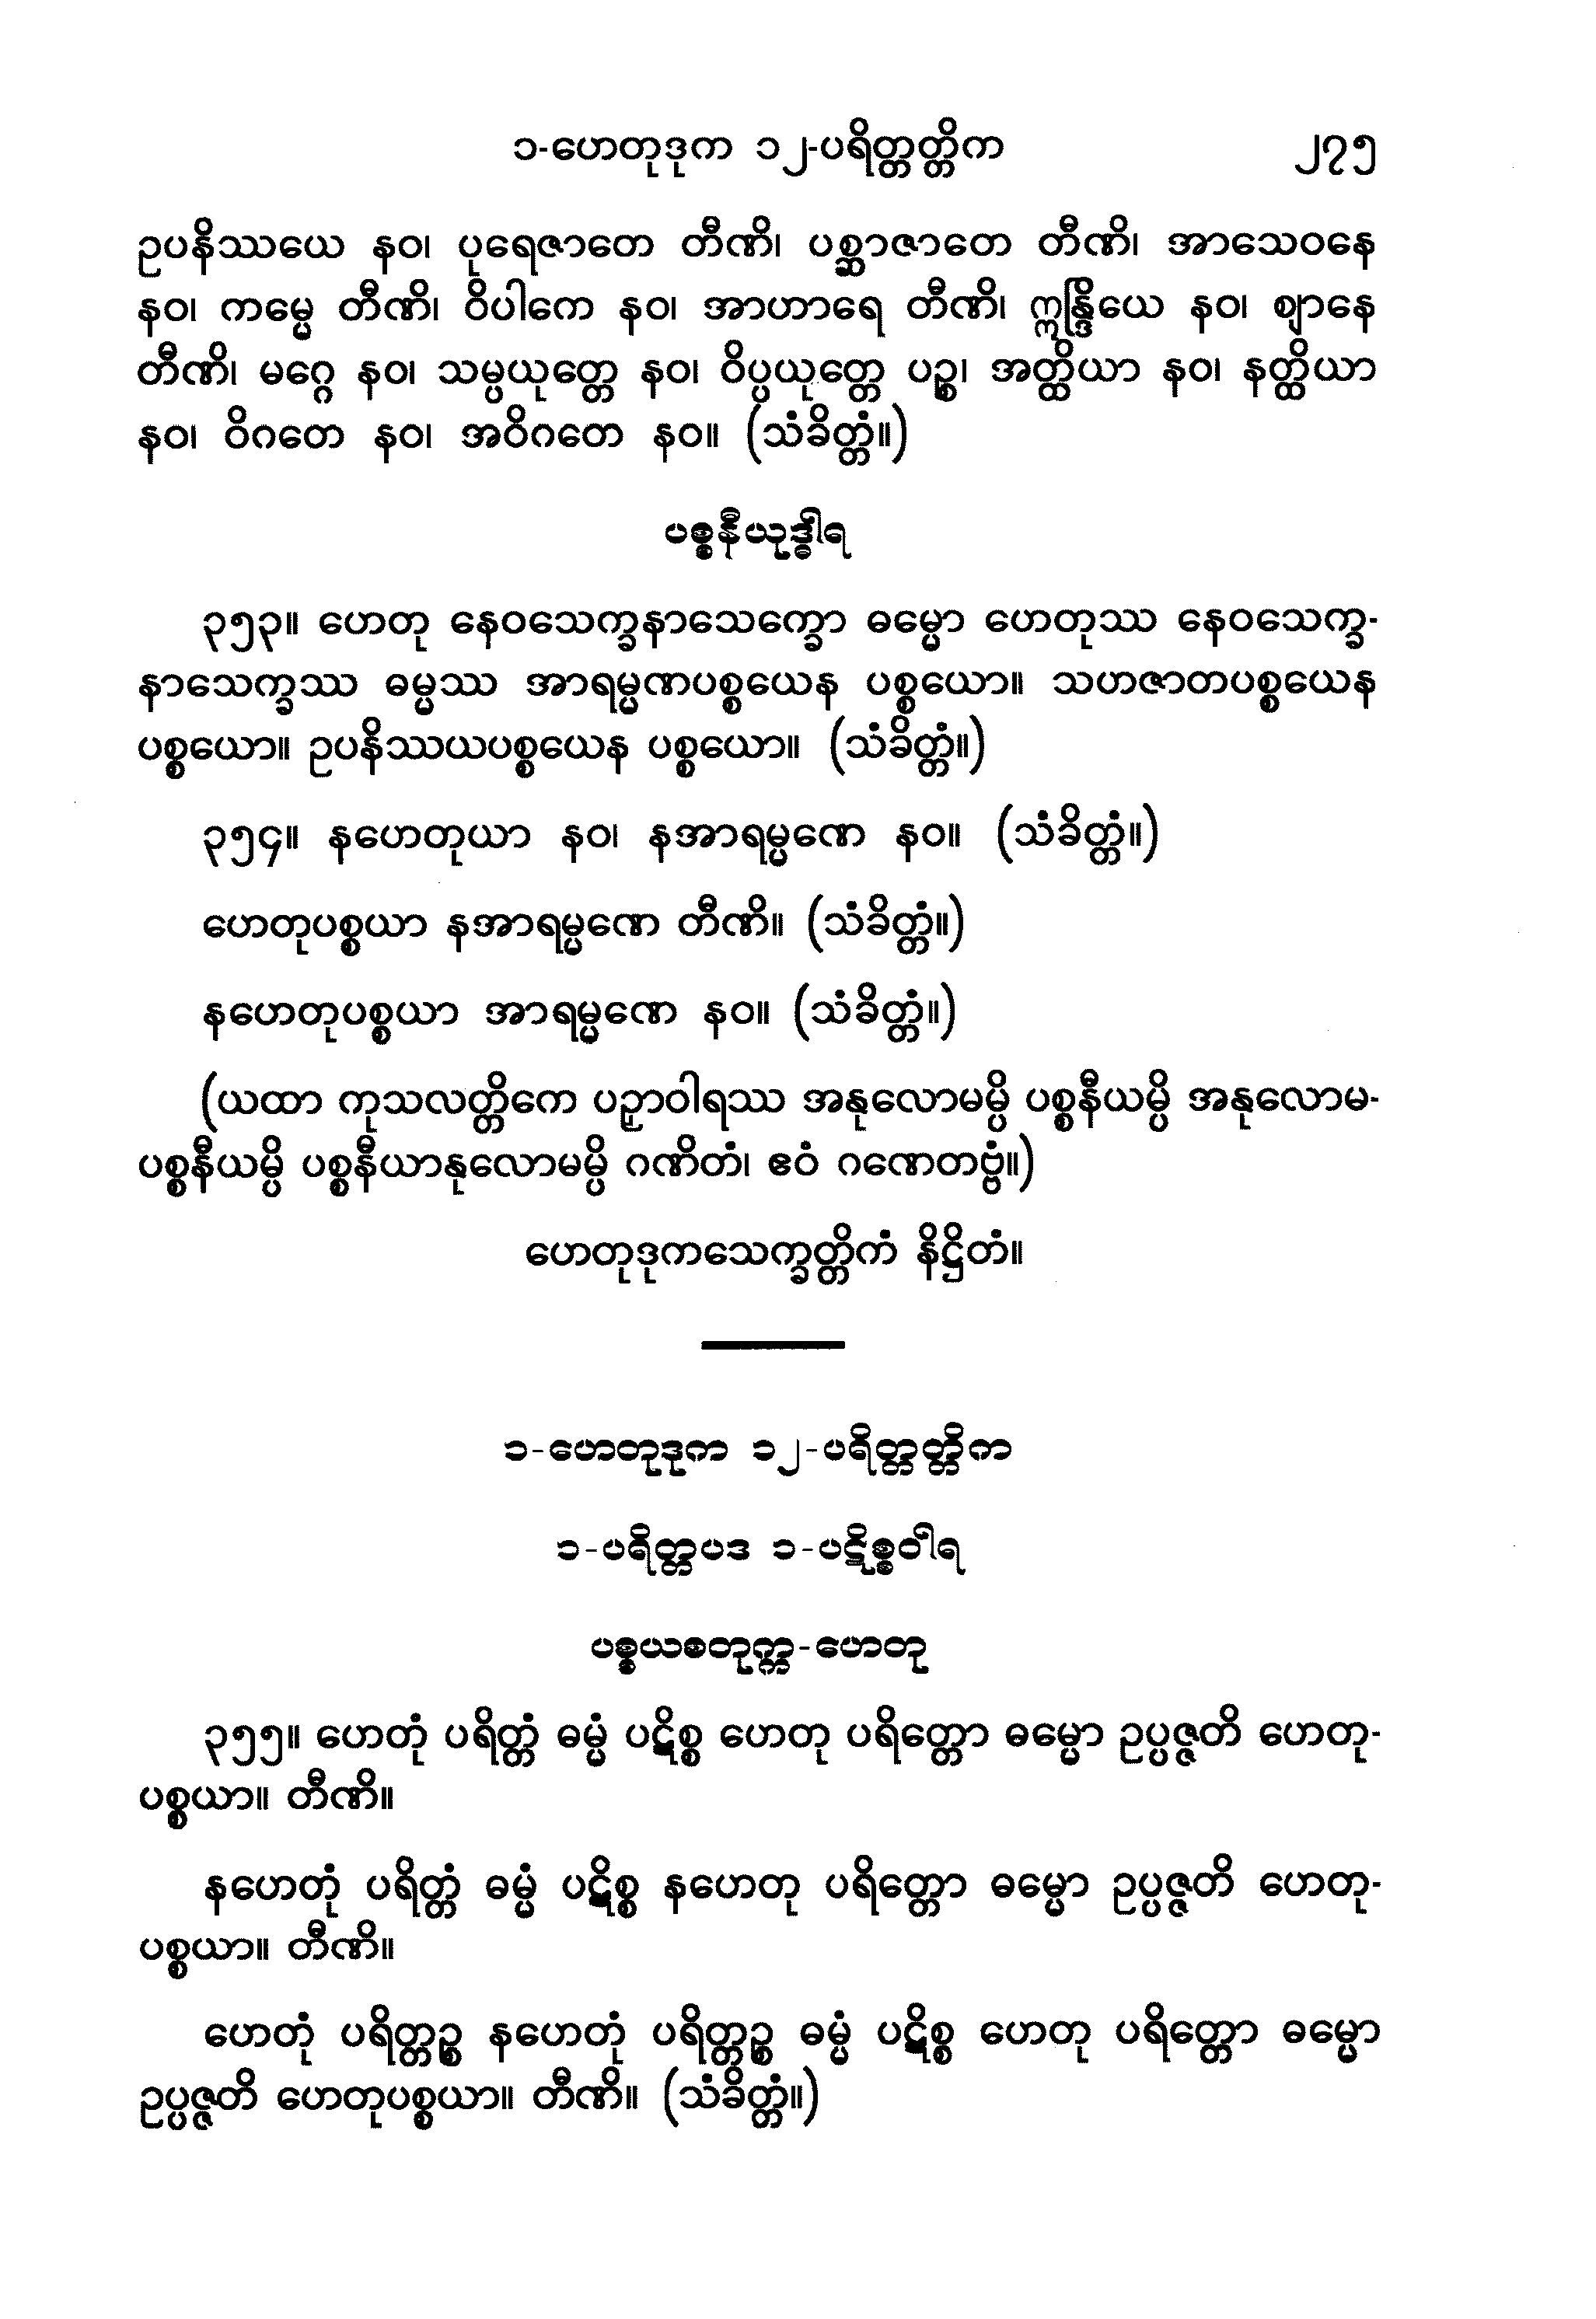 ၁-ဟေတုဒုက ၁၂-ပရိတ္တတ္တိက ၂၇၅
ဥပနိဿယေ နဝ၊ ပုရေဇာတေ တီဏိ၊ ပစ္ဆာဇာတေ တီဏိ၊ အာသေဝနေ
နဝ၊ ကမ္မေ တီဏိ၊ ဝိပါကေ နဝ၊ အာဟာရေ တီဏိ၊ ဣန္ဒြိယေ နဝ၊ ဈာနေ
တီဏိ၊ မဂ္ဂေ နဝ၊ သမ္ပယုတ္တေ နဝ၊ ဝိပ္ပယုတ္တေ ပဉ္စ၊ အတ္ထိယာ နဝ၊ နတ္ထိယာ
နဝ၊ ဝိဂတေ နဝ၊ အဝိဂတေ နဝ။ (သံခိတ္တံ။)
ပစ္စနီယုဒ္ဓါရ
၃၅၃။ ဟေတု နေဝသေက္ခနာသေက္ခော ဓမ္မော ဟေတုဿ နေဝသေက္ခ-
နာသေက္ခဿ ဓမ္မဿ အာရမ္မဏပစ္စယေန ပစ္စယော။ သဟဇာတပစ္စယေန
ပစ္စယော။ ဥပနိဿယပစ္စယေန ပစ္စယော။ (သံခိတ္တံ။)
၃၅၄။ နဟေတုယာ နဝ၊ နအာရမ္မဏေ နဝ။ (သံခိတ္တံ။)
ဟေတုပစ္စယာ နအာရမ္မဏေ တီဏိ။ (သံခိတ္တံ။)
နဟေတုပစ္စယာ အာရမ္မဏေ နဝ။ (သံခိတ္တံ။)
(ယထာ ကုသလတ္တိကေ ပဉှာဝါရဿ အနုလောမမ္ပိ ပစ္စနီယမ္ပိ အနုလောမ-
ပစ္စနီယမ္ပိ ပစ္စနီယာနုလောမမ္ပိ ဂဏိတံ၊ ဧဝံ ဂဏေတဗ္ဗံ။)
ဟေတုဒုကသေက္ခတ္တိကံ နိဋ္ဌိတံ။
၁-ဟေတုဒုက ၁၂-ပရိတ္တတ္တိက
၁-ပရိတ္တပဒ ၁-ပဋိစ္စဝါရ
ပစ္စယစတုက္က-ဟေတု
၃၅၅။ ဟေတုံ ပရိတ္တံ ဓမ္မံ ပဋိစ္စ ဟေတု ပရိတ္တော ဓမ္မော ဥပ္ပဇ္ဇတိ ဟေတု-
ပစ္စယာ။ တီဏိ။
နဟေတုံ ပရိတ္တံ ဓမ္မံ ပဋိစ္စ နဟေတု ပရိတ္တော ဓမ္မော ဥပ္ပဇ္ဇတိ ဟေတု-
ပစ္စယာ။ တီဏိ။
ဟေတုံ ပရိတ္တဉ္စ နဟေတုံ ပရိတ္တဉ္စ ဓမ္မံ ပဋိစ္စ ဟေတု ပရိတ္တော ဓမ္မော
ဥပ္ပဇ္ဇတိ ဟေတုပစ္စယာ။ တီဏိ။ (သံခိတ္တံ။)